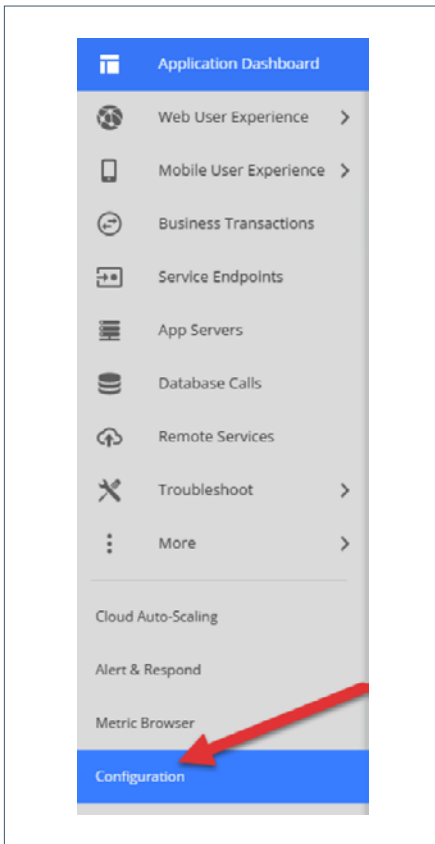 Application Dashboard
Web User Experience
Mobile User Experience
Business Transactions
Service Endpoints
App Servers
Database Calls
Remote Services
Troubleshoot
More
Cloud Auto-Scaling
Alert & Respond
Metric Browser
Configuration